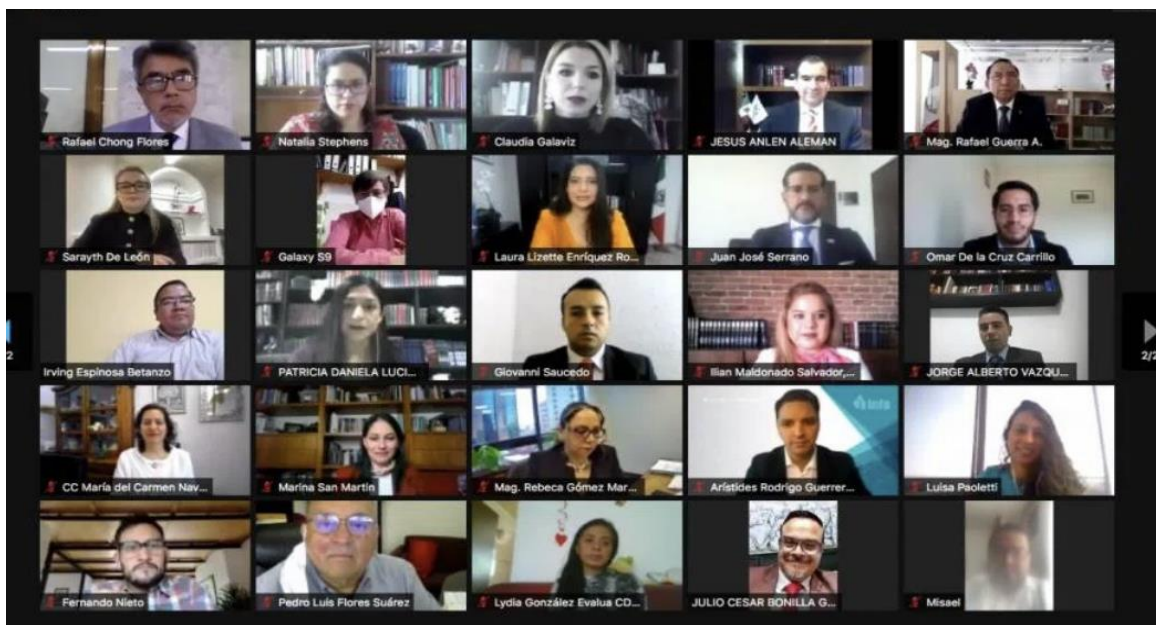 Rafael Chong Flores
Natalia Stephens
Claudia Galaviz
JESUS ANLEN ALEMAN
Mag. Rafael Guerra A.
Sarayth De León
Galaxy S9
Laura Lizette Enríquez Ro...
Juan José Serrano
Omar De la Cruz Carrillo
Irving Espinosa Betanzo
PATRICIA DANIELA LUCI...
Giovanni Saucedo
Ilian Maldonado Salvador,...
JORGE ALBERTO VAZQU...
2/2
CC María del Carmen Nav...
Marina San Martin
Mag. Rebeca Gómez Mar...
info
Arístides Rodrigo Guerrer...
Luisa Paoletti
Fernando Nieto
Pedro Luis Flores Suárez
Lydia González Evalua CD...
JULIO CESAR BONILLA G...
Misael